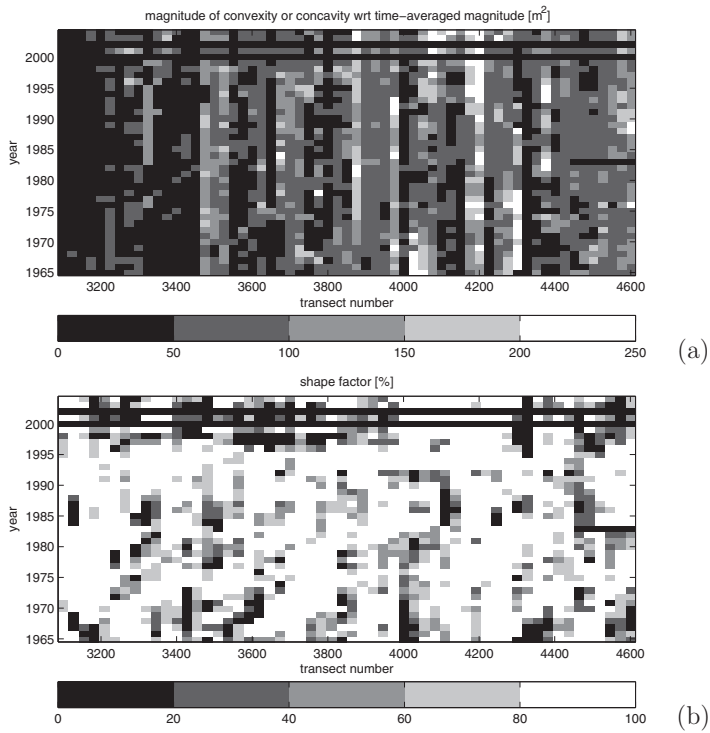 magnitude of convexity or concavity wrt time−averaged magnitude [m²]
2000
1995
1990
1985
1980
1975
1970
1965
year
3200 3400 3600 3800 4000 4200 4400 4600
transect number
0 50 100 150 200 250
(a)
shape factor [%]
2000
1995
1990
1985
1980
1975
1970
1965
year
3200 3400 3600 3800 4000 4200 4400 4600
transect number
0 20 40 60 80 100
(b)